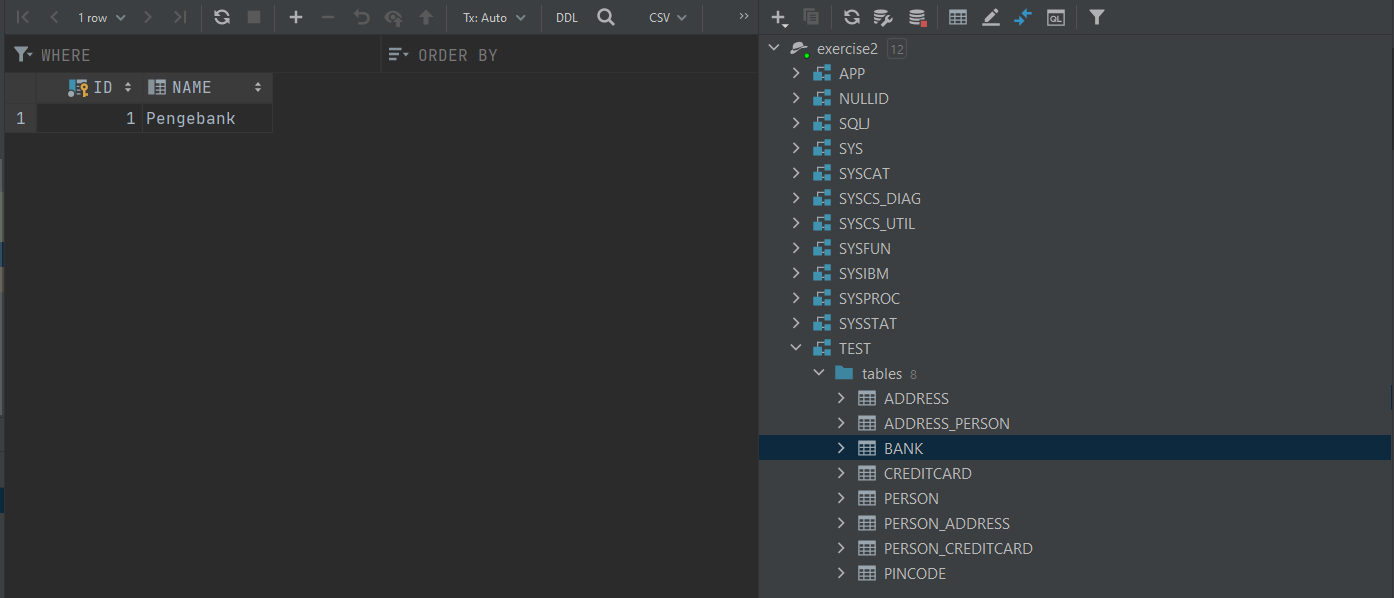 1 row Tx: Auto DDL CSV »
WHERE ORDER BY
ID NAME
1 1 Pengebank
QL
exercise2 12
APP
NULLID
SQLJ
SYS
SYSCAT
SYSCS_DIAG
SYSCS_UTIL
SYSFUN
SYSIBM
SYSPROC
SYSSTAT
TEST
tables 8
ADDRESS
ADDRESS_PERSON
BANK
CREDITCARD
PERSON
PERSON_ADDRESS
PERSON_CREDITCARD
PINCODE